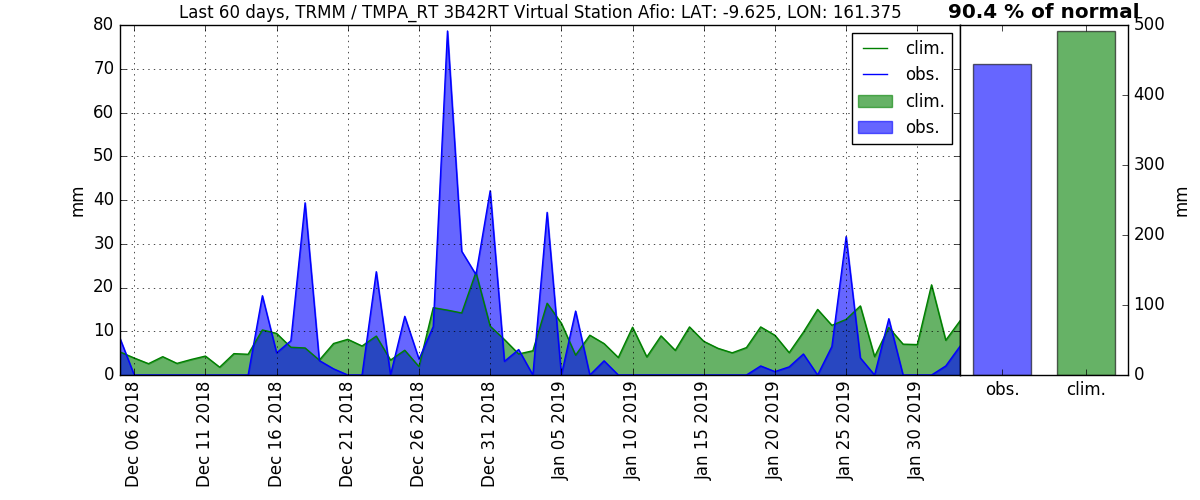 Last 60 days, TRMM / TMPA_RT 3B42RT Virtual Station Afio: LAT: -9.625, LON: 161.375
90.4 % of normal
80
70
60
50
40
30
20
10
0
mm
clim.
obs.
clim.
obs.
500
400
300
200
100
0
mm
obs.
clim.
Dec 06 2018
Dec 11 2018
Dec 16 2018
Dec 21 2018
Dec 26 2018
Dec 31 2018
Jan 05 2019
Jan 10 2019
Jan 15 2019
Jan 20 2019
Jan 25 2019
Jan 30 2019